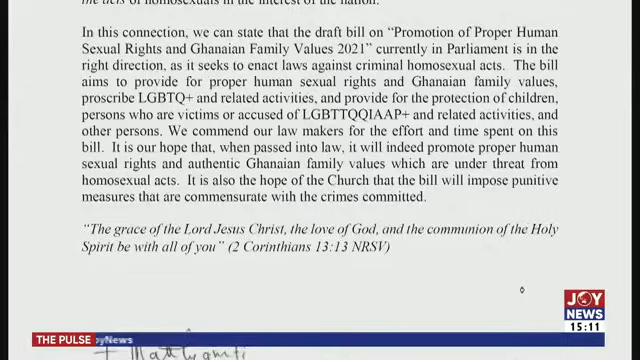 the acts of homosexuals in the interest of the nation.
In this connection, we can state that the draft bill on “Promotion of Proper Human
Sexual Rights and Ghanaian Family Values 2021” currently in Parliament is in the
right direction, as it seeks to enact laws against criminal homosexual acts. The bill
aims to provide for proper human sexual rights and Ghanaian family values,
proscribe LGBTQ+ and related activities, and provide for the protection of children,
persons who are victims or accused of LGBTTQQIAAP+ and related activities, and
other persons. We commend our law makers for the effort and time spent on this
bill. It is our hope that, when passed into law, it will indeed promote proper human
sexual rights and authentic Ghanaian family values which are under threat from
homosexual acts. It is also the hope of the Church that the bill will impose punitive
measures that are commensurate with the crimes committed.
“The grace of the Lord Jesus Christ, the love of God, and the communion of the Holy
Spirit be with all of you” (2 Corinthians 13:13 NRSV)
JOY
NEWS
15:11
THE PULSE oyNews